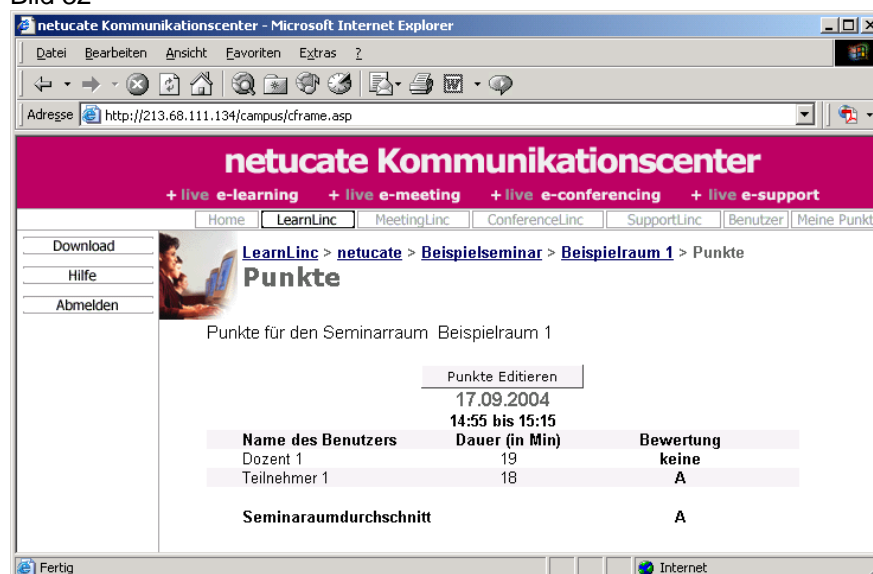 netucate Kommunikationscenter - Microsoft Internet Explorer
Datei Bearbeiten Ansicht Favoriten Extras ?
Adresse http://213.68.111.134/campus/cframe.asp
netucate Kommunikationscenter
+ live e-learning + live e-meeting + live e-conferencing + live e-support
Home LearnLinc MeetingLinc ConferenceLinc SupportLinc Benutzer Meine Punkt
Download
Hilfe
Abmelden
LearnLinc > netucate > Beispielseminar > Beispielraum 1 > Punkte
Punkte
Punkte für den Seminarraum Beispielraum 1
Punkte Editieren
17.09.2004
14:55 bis 15:15
Name des Benutzers Dauer (in Min) Bewertung
Dozent 1 19 keine
Teilnehmer 1 18 A
Seminaraumdurchschnitt A
Fertig Internet